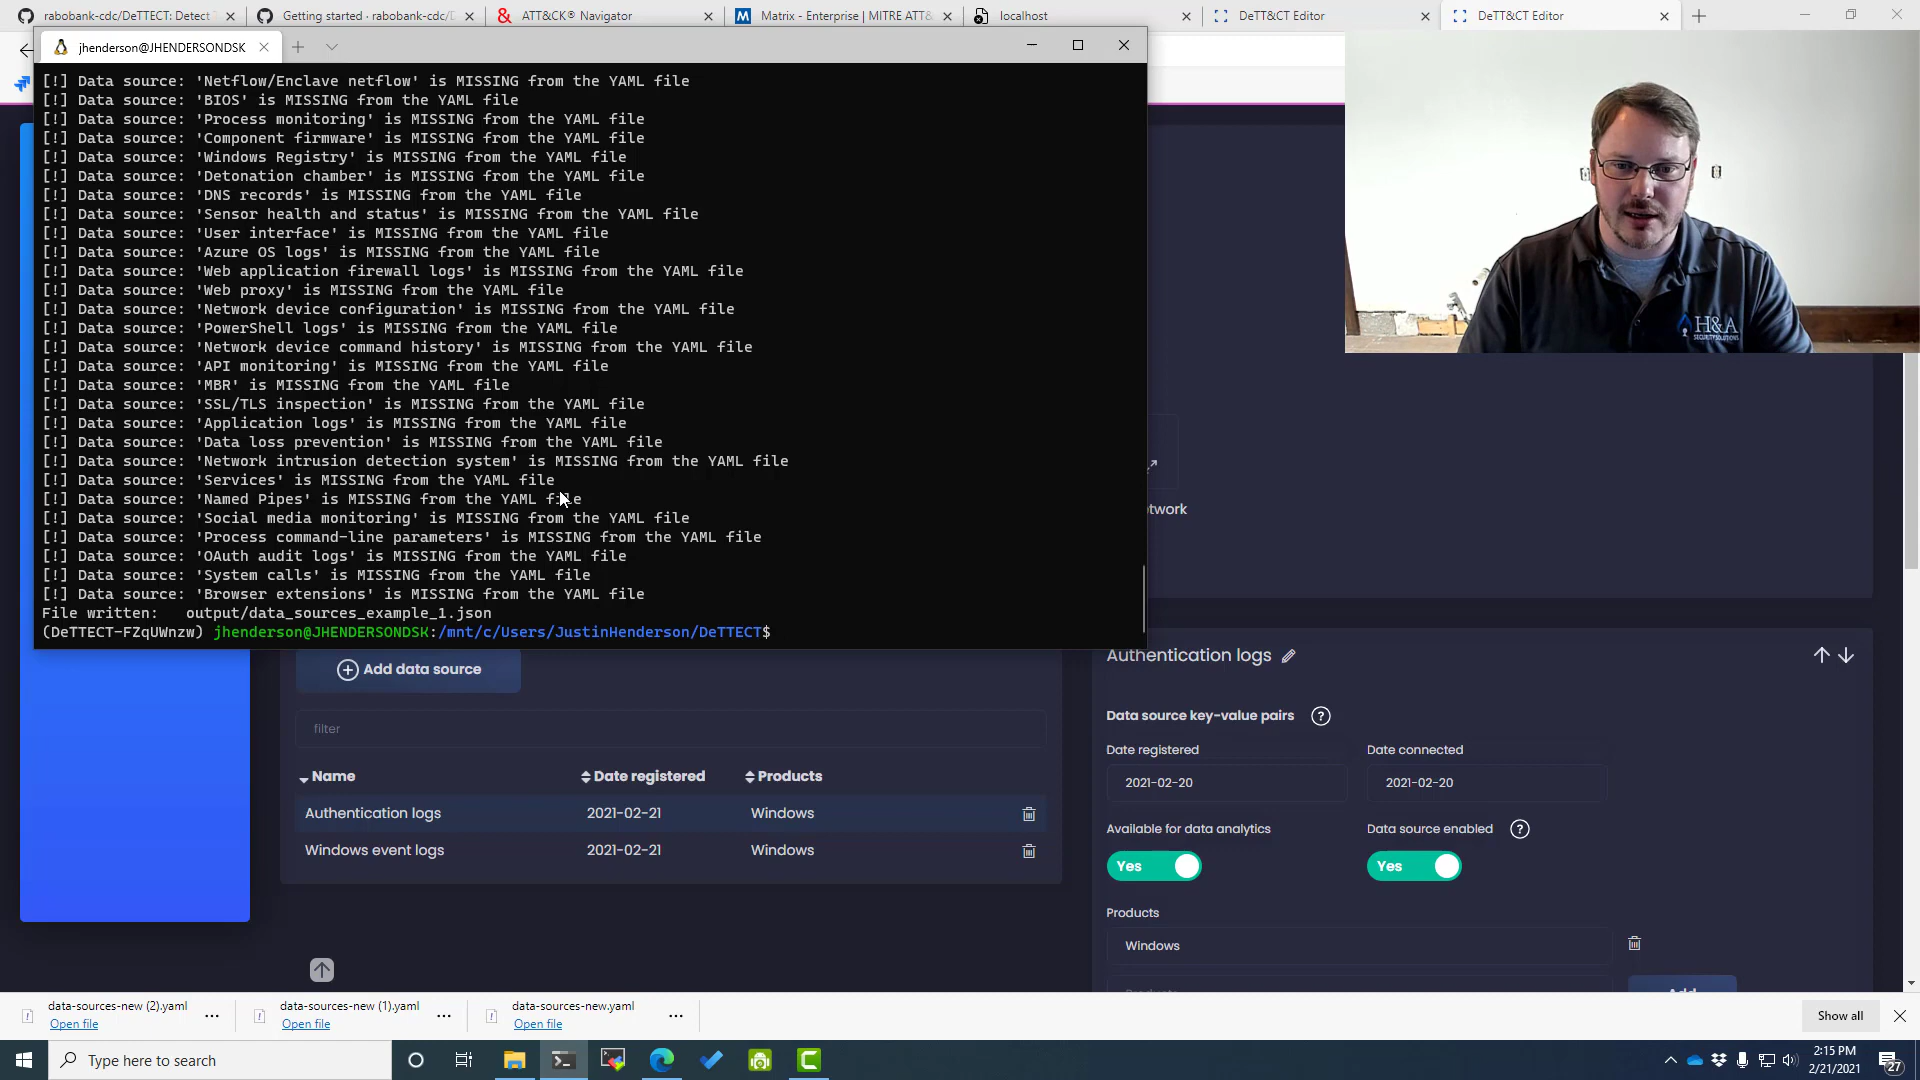 rabobank-cdc/DeTTECT: Detect T
Getting started · rabobank-cdc/D
ATT&CK® Navigator
Matrix - Enterprise | MITRE ATT&
localhost
DeTT&CT Editor
DeTT&CT Editor
jhenderson@JHENDERSONDSK
[!] Data source: 'Netflow/Enclave netflow' is MISSING from the YAML file
[!] Data source: 'BIOS' is MISSING from the YAML file
[!] Data source: 'Process monitoring' is MISSING from the YAML file
[!] Data source: 'Component firmware' is MISSING from the YAML file
[!] Data source: 'Windows Registry' is MISSING from the YAML file
[!] Data source: 'Detonation chamber' is MISSING from the YAML file
[!] Data source: 'DNS records' is MISSING from the YAML file
[!] Data source: 'Sensor health and status' is MISSING from the YAML file
[!] Data source: 'User interface' is MISSING from the YAML file
[!] Data source: 'Azure OS logs' is MISSING from the YAML file
[!] Data source: 'Web application firewall logs' is MISSING from the YAML file
[!] Data source: 'Web proxy' is MISSING from the YAML file
[!] Data source: 'Network device configuration' is MISSING from the YAML file
[!] Data source: 'PowerShell logs' is MISSING from the YAML file
[!] Data source: 'Network device command history' is MISSING from the YAML file
[!] Data source: 'API monitoring' is MISSING from the YAML file
[!] Data source: 'MBR' is MISSING from the YAML file
[!] Data source: 'SSL/TLS inspection' is MISSING from the YAML file
[!] Data source: 'Application logs' is MISSING from the YAML file
[!] Data source: 'Data loss prevention' is MISSING from the YAML file
[!] Data source: 'Network intrusion detection system' is MISSING from the YAML file
[!] Data source: 'Services' is MISSING from the YAML file
[!] Data source: 'Named Pipes' is MISSING from the YAML file
[!] Data source: 'Social media monitoring' is MISSING from the YAML file
[!] Data source: 'Process command-line parameters' is MISSING from the YAML file
[!] Data source: 'OAuth audit logs' is MISSING from the YAML file
[!] Data source: 'System calls' is MISSING from the YAML file
[!] Data source: 'Browser extensions' is MISSING from the YAML file
File written:   output/data_sources_example_1.json
(DeTTECT-FZqUWnzw) jhenderson@JHENDERSONDSK:/mnt/c/Users/JustinHenderson/DeTTECT$
H&A
SECURITY SOLUTIONS
etwork
Add data source
filter
Name
Date registered
Products
Authentication logs
2021-02-21
Windows
Windows event logs
2021-02-21
Windows
Authentication logs
Data source key-value pairs
Date registered
Date connected
2021-02-20
2021-02-20
Available for data analytics
Data source enabled
Yes
Yes
Products
Windows
data-sources-new (2).yaml
Open file
data-sources-new (1).yaml
Open file
data-sources-new.yaml
Open file
Show all
Type here to search
2:15 PM
2/21/2021
27